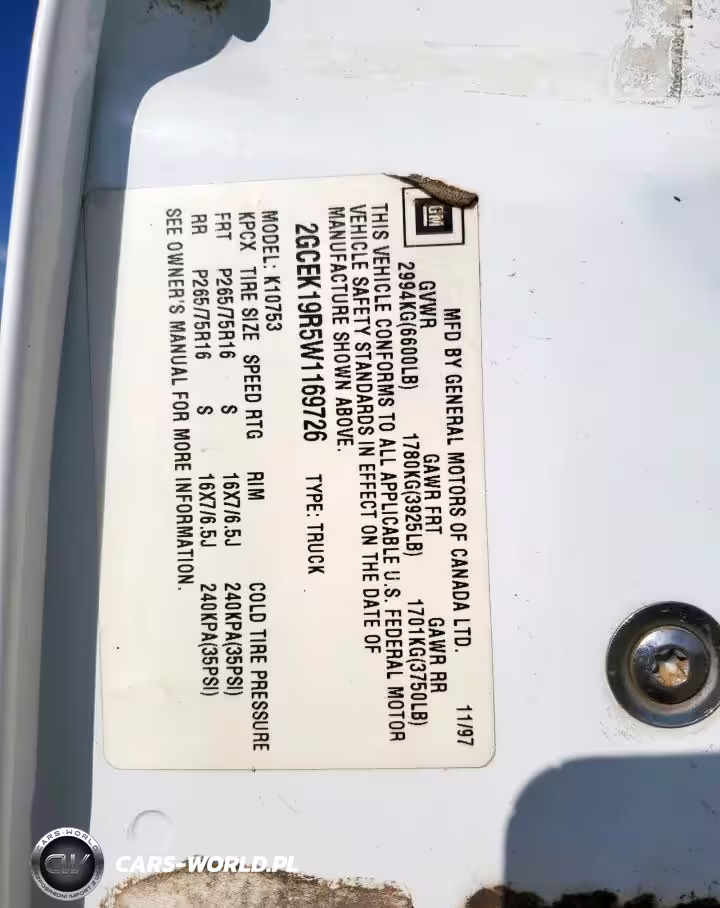 GM
MFD BY GENERAL MOTORS OF CANADA LTD. 11/97
GVWR GAWR FRT GAWR RR
2994KG(6600LB) 1780KG(3925LB) 1701KG(3750LB)
THIS VEHICLE CONFORMS TO ALL APPLICABLE U.S. FEDERAL MOTOR
VEHICLE SAFETY STANDARDS IN EFFECT ON THE DATE OF
MANUFACTURE SHOWN ABOVE.
2GCEK19R5W1169726 TYPE: TRUCK
MODEL: K10753
KPCX TIRE SIZE SPEED RTG RIM COLD TIRE PRESSURE
FRT P265/75R16 S 16X7/6.5J 240KPA(35PSI)
RR P265/75R16 S 16X7/6.5J 240KPA(35PSI)
SEE OWNER'S MANUAL FOR MORE INFORMATION.
CARS-WORLD
CW
CARS-WORLD.PL